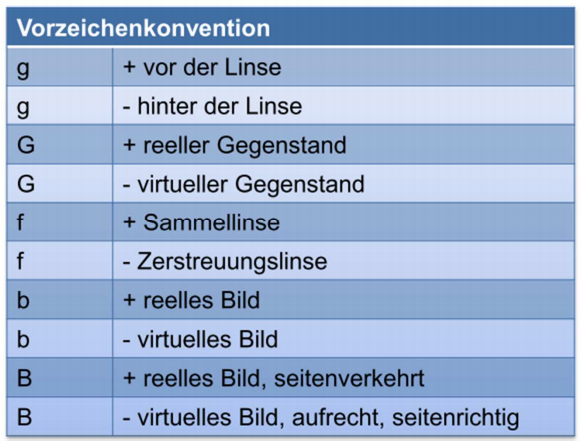 Vorzeichenkonvention
g + vor der Linse
g - hinter der Linse
G + reeller Gegenstand
G - virtueller Gegenstand
f + Sammellinse
f - Zerstreuungslinse
b + reelles Bild
b - virtuelles Bild
B + reelles Bild, seitenverkehrt
B - virtuelles Bild, aufrecht, seitenrichtig